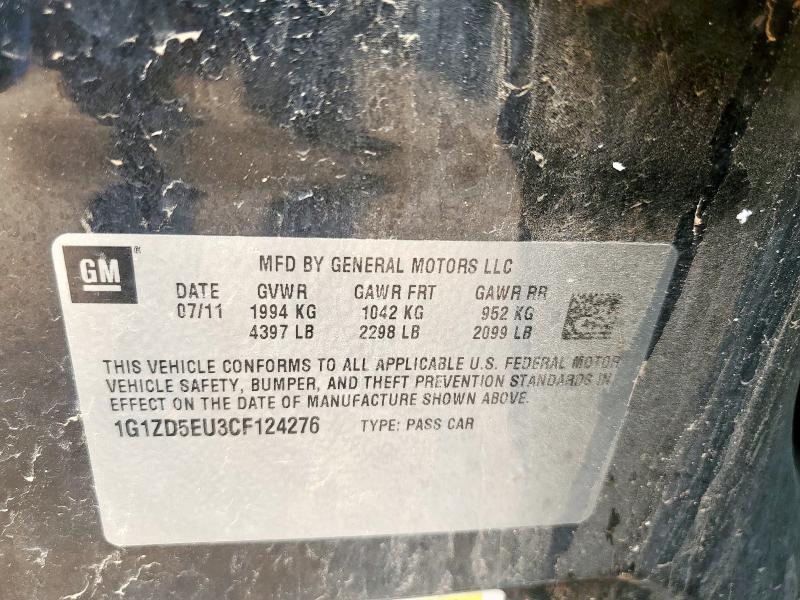 GM
MFD BY GENERAL MOTORS LLC
DATE GVWR GAWR FRT GAWR RR
07/11 1994 KG 1042 KG 952 KG
4397 LB 2298 LB 2099 LB
THIS VEHICLE CONFORMS TO ALL APPLICABLE U.S. FEDERAL MOTOR
VEHICLE SAFETY, BUMPER, AND THEFT PREVENTION STANDARDS IN
EFFECT ON THE DATE OF MANUFACTURE SHOWN ABOVE.
1G1ZD5EU3CF124276 TYPE: PASS CAR